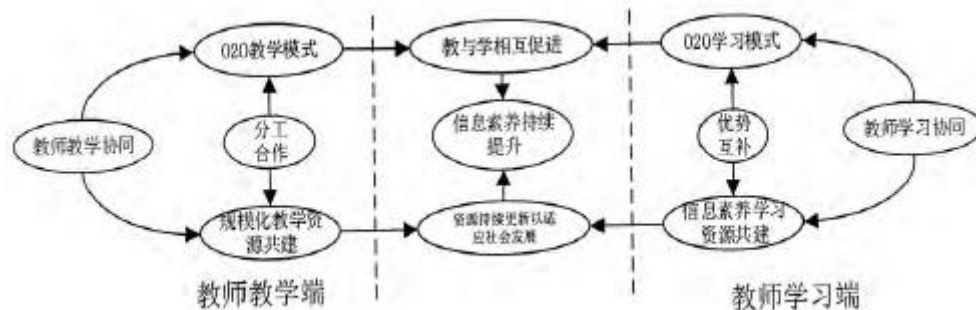 O2O教学模式
教与学相互促进
O2O学习模式
教师教学协同
分工
合作
信息素养持续
提升
优势
互补
教师学习协同
规模化教学资
源共建
资源持续更新以适
应社会发展
信息素养学习
资源共建
教师教学端
教师学习端